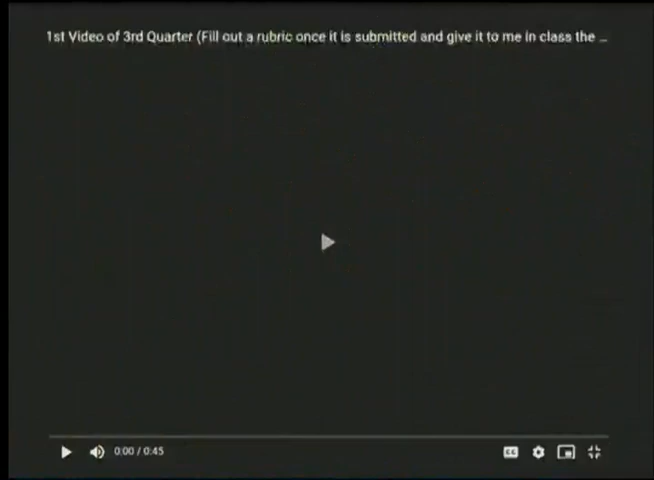 1st Video of 3rd Quarter (Fill out a rubric once it is submitted and give it to me in class the ...
0:00 / 0:45
CC